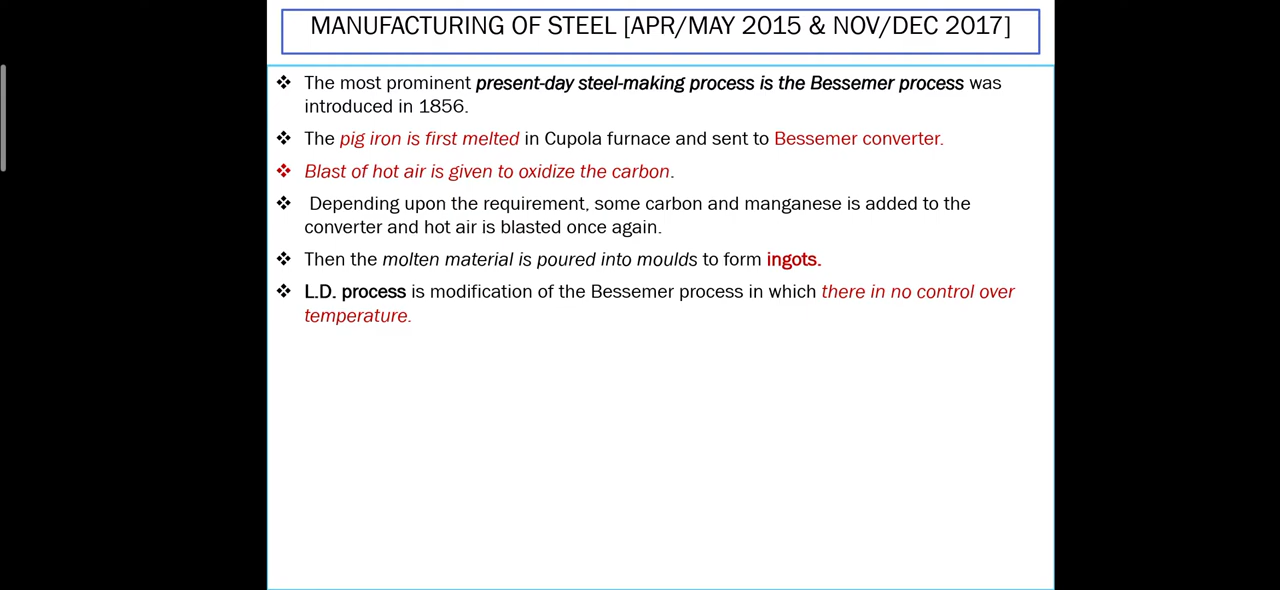 MANUFACTURING OF STEEL [APR/MAY 2015 & NOV/DEC 2017]
❖ The most prominent present-day steel-making process is the Bessemer process was
introduced in 1856.
❖ The pig iron is first melted in Cupola furnace and sent to Bessemer converter.
❖ Blast of hot air is given to oxidize the carbon.
❖ Depending upon the requirement, some carbon and manganese is added to the
converter and hot air is blasted once again.
❖ Then the molten material is poured into moulds to form ingots.
❖ L.D. process is modification of the Bessemer process in which there in no control over
temperature.